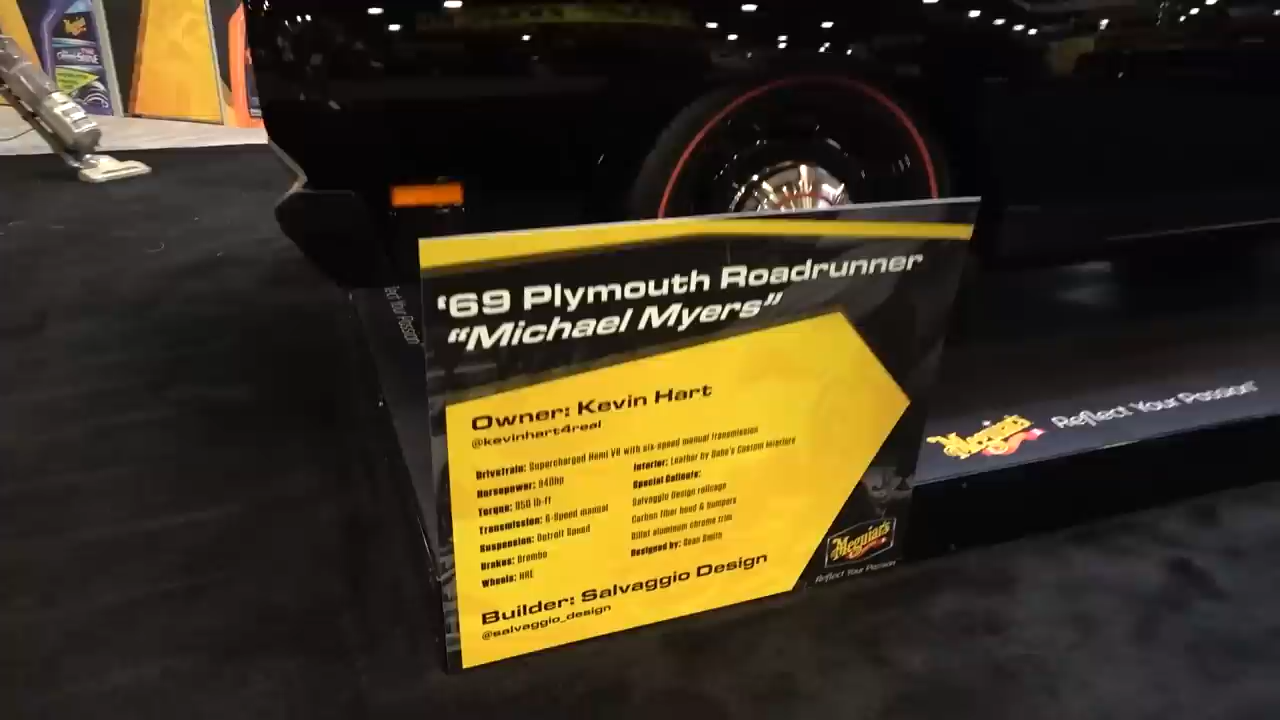 '69 Plymouth Roadrunner
"Michael Myers"
Owner: Kevin Hart
@kevinhart4real
Drivetrain: Supercharged Hemi V8 with six-speed manual transmission
Horsepower: 940hp
Torque: 850 lb-ft
Transmission: 6-Speed manual
Suspension: Detroit Speed
Brakes: Brembo
Wheels: HRE
Interior: Leather by Gabe's Custom Interiors
Special Callouts:
Salvaggio Design rollcage
Carbon fiber hood & bumpers
Billet aluminum chrome trim
Designed by: Sean Smith
Builder: Salvaggio Design
@salvaggio_design
Meguiar's
Reflect Your Passion
Meguiar's
Reflect Your Passion
Your Passion